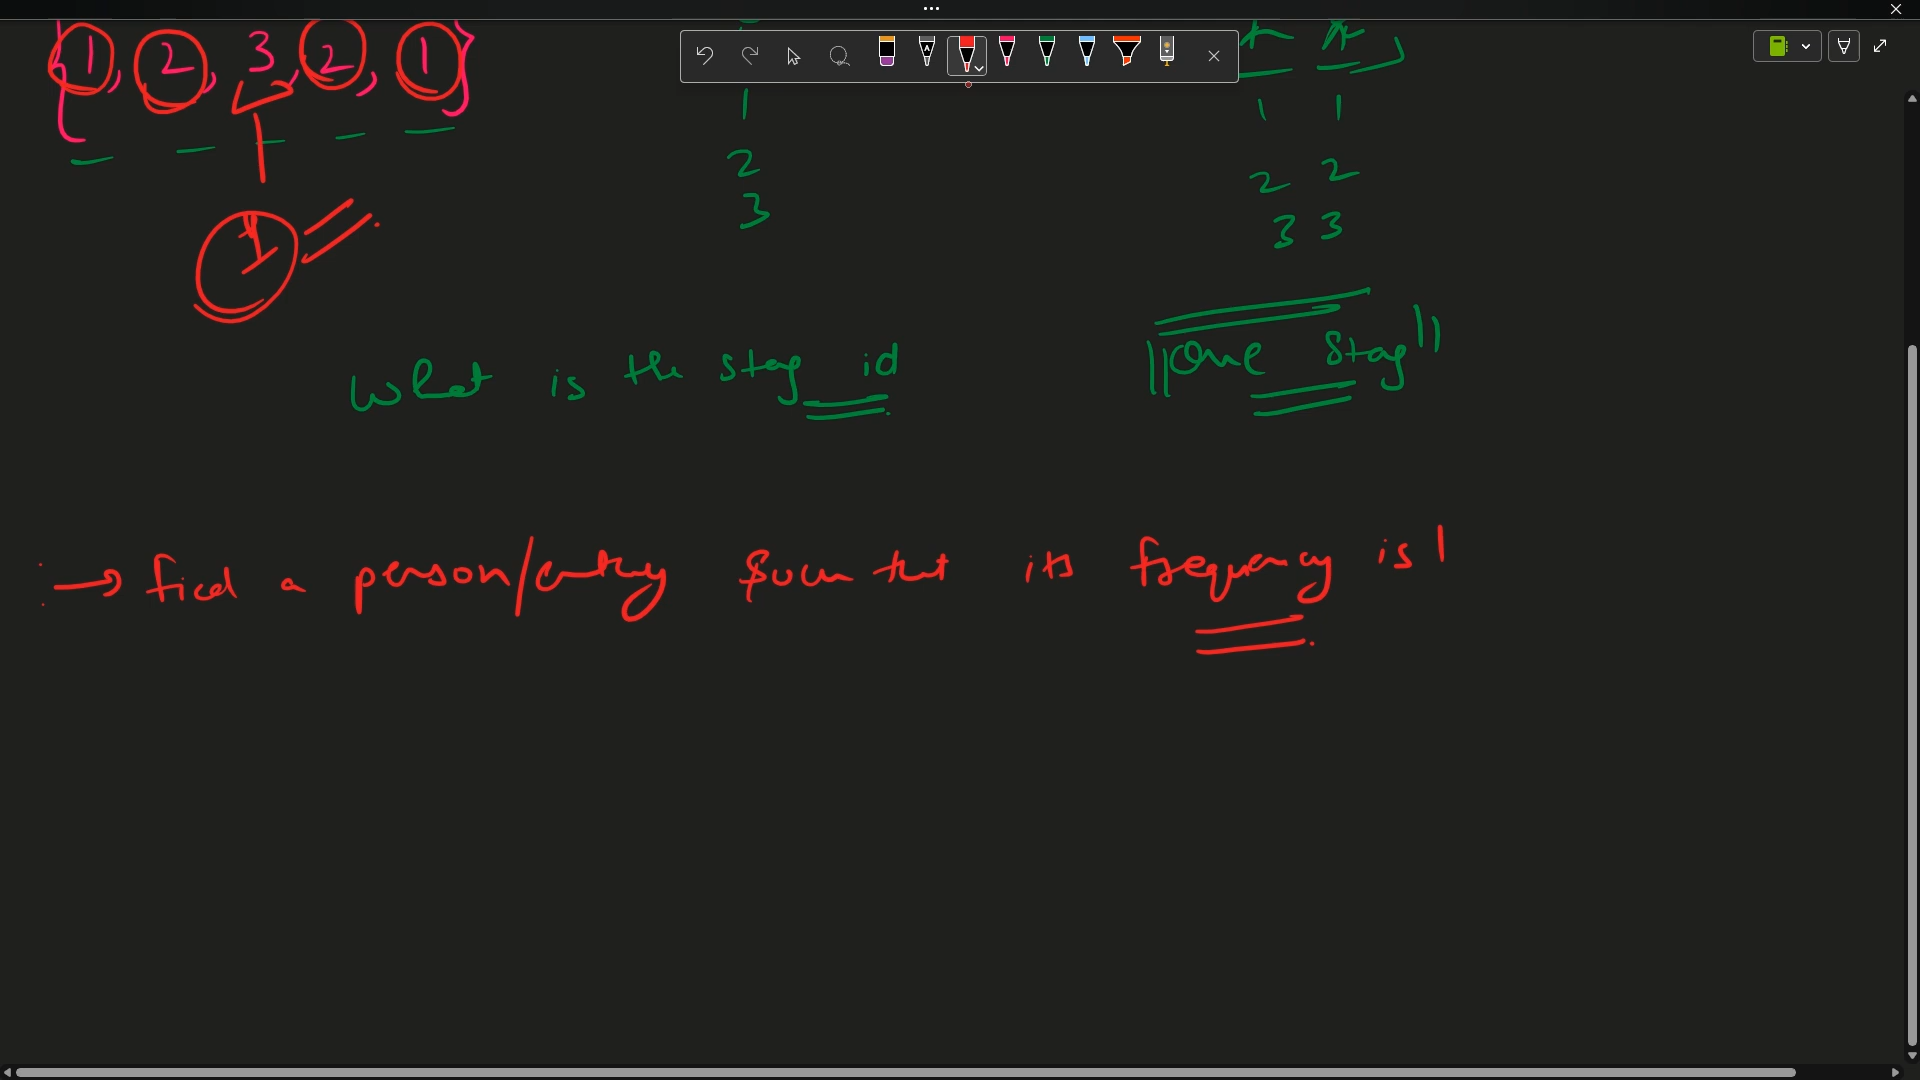 {1, 2, 3, 2, 1}
1 1 1
2 2 2
3 3 3
1
What is the stag id "One Stag"
→ find a person/entry such that its frequency is 1